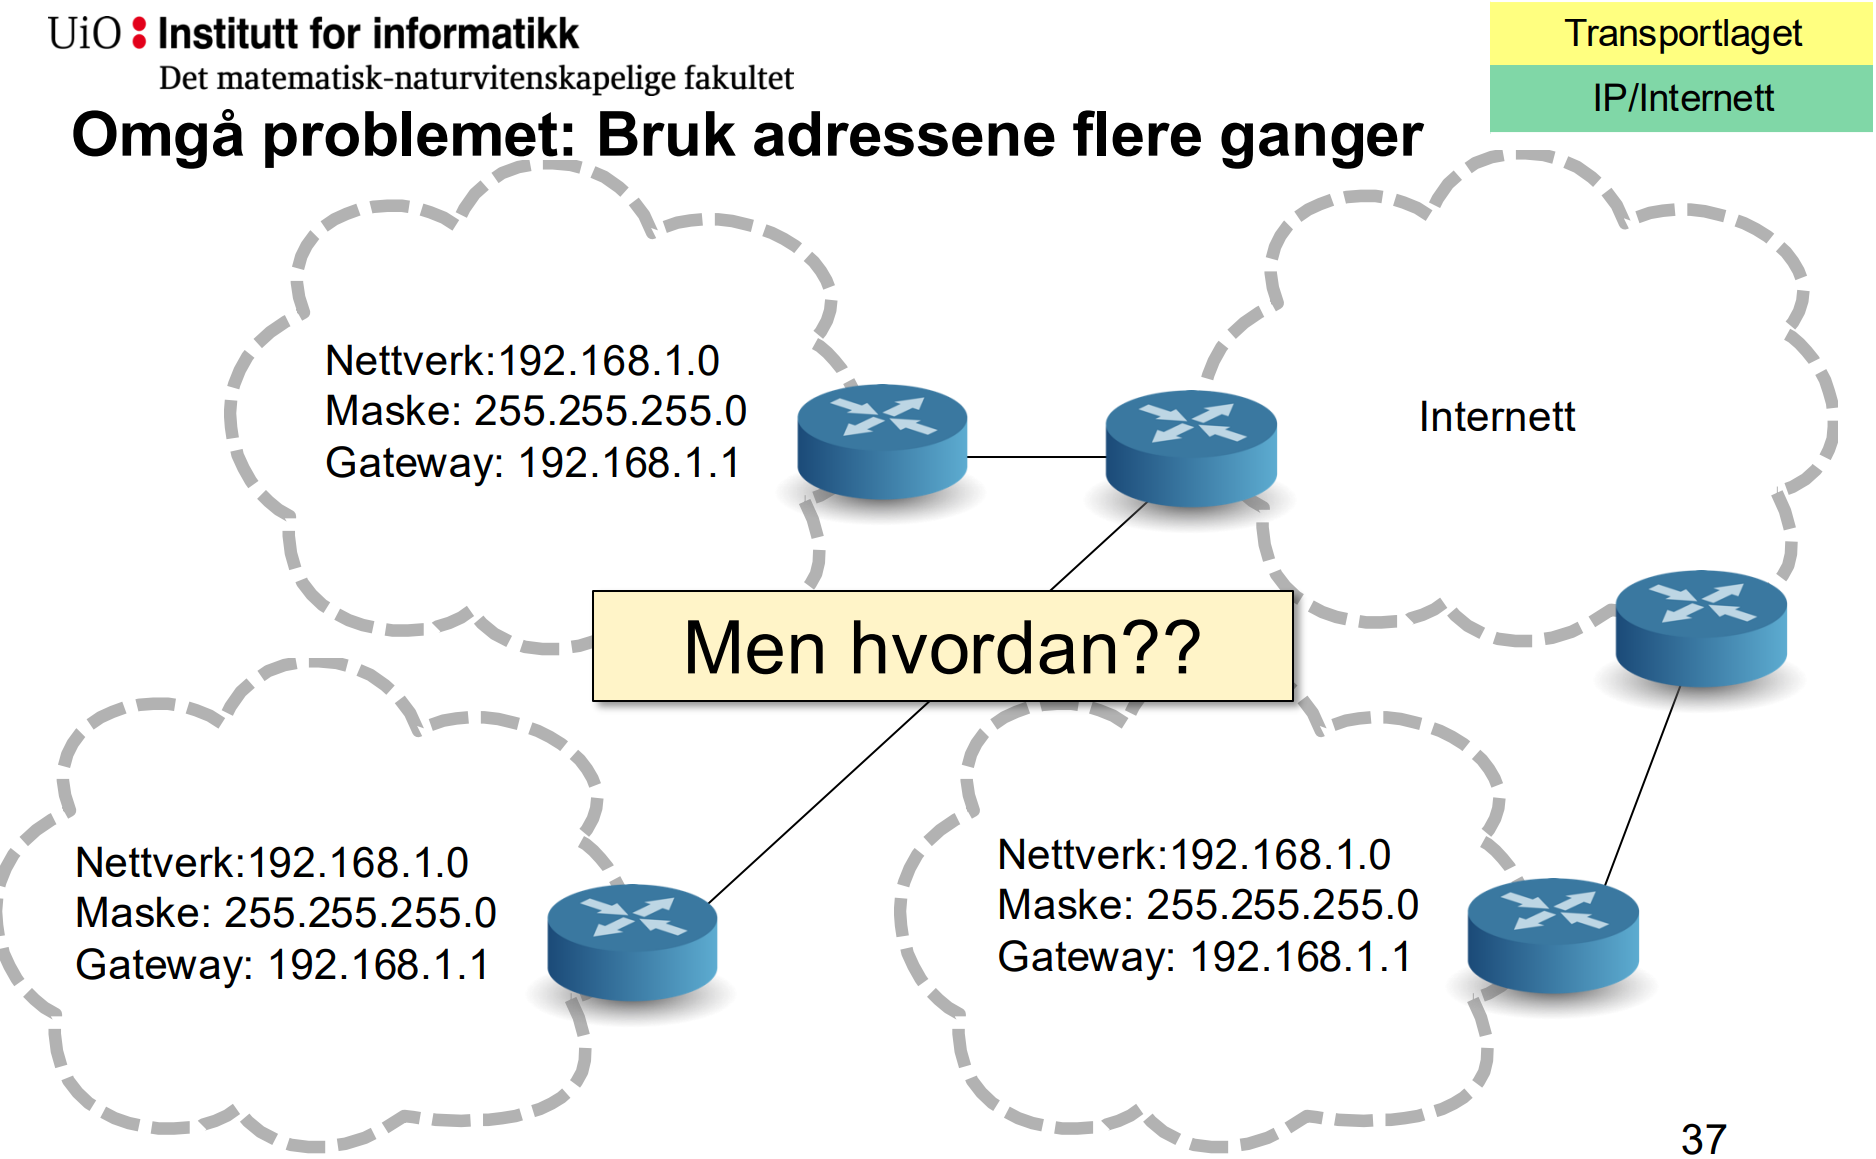 UiO Institutt for informatikk
Det matematisk-naturvitenskapelige fakultet
Transportlaget
IP/Internett
Omgå problemet: Bruk adressene flere ganger
Nettverk:192.168.1.0
Maske: 255.255.255.0
Gateway: 192.168.1.1
Internett
Men hvordan??
Nettverk:192.168.1.0
Maske: 255.255.255.0
Gateway: 192.168.1.1
Nettverk:192.168.1.0
Maske: 255.255.255.0
Gateway: 192.168.1.1
37